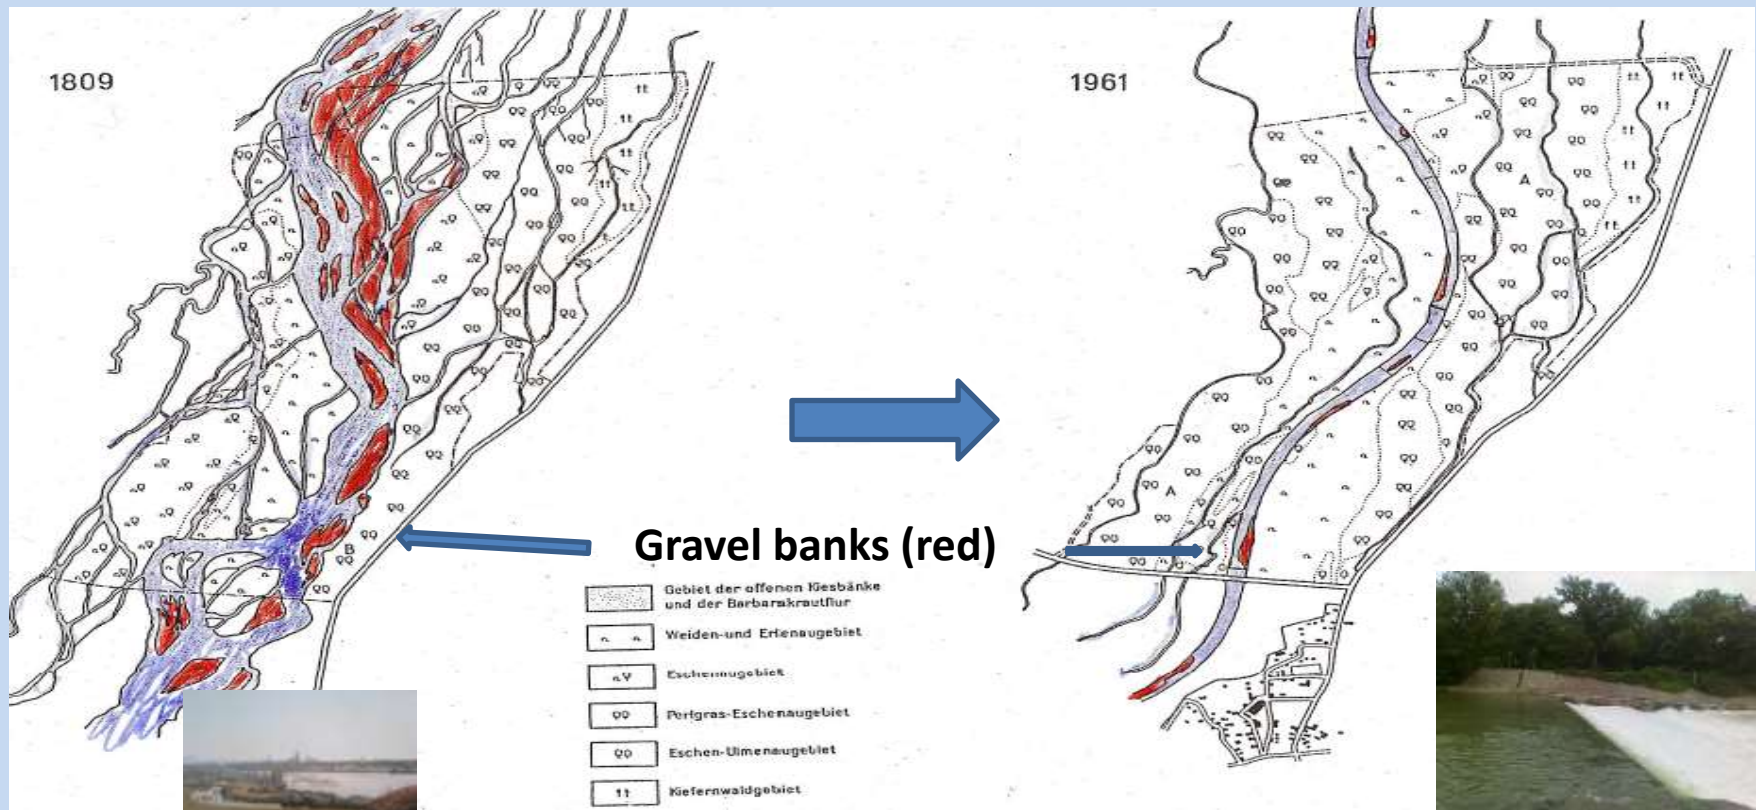 1809
1961
Gravel banks (red)
Gebiet der offenen Kiesbänke
und der Barbarakrautflur
Weiden-und Erlenaugebiet
Eschenaugebiet
Perlgras-Eschenaugebiet
Eschen-Ulmenaugebiet
Kiefernwaldgebiet
A
A
B